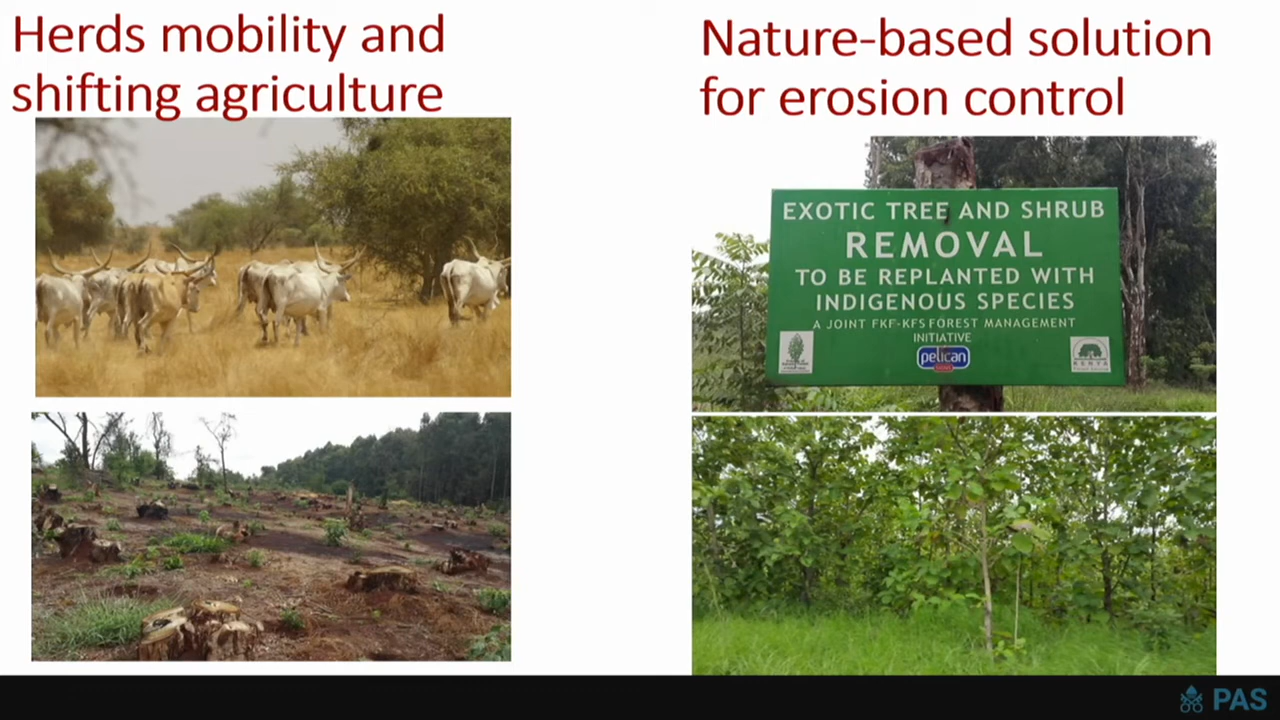 Herds mobility and
shifting agriculture
Nature-based solution
for erosion control
EXOTIC TREE AND SHRUB
REMOVAL
TO BE REPLANTED WITH
INDIGENOUS SPECIES
A JOINT FKF-KFS FOREST MANAGEMENT
INITIATIVE
pelican
KENYA
PAS